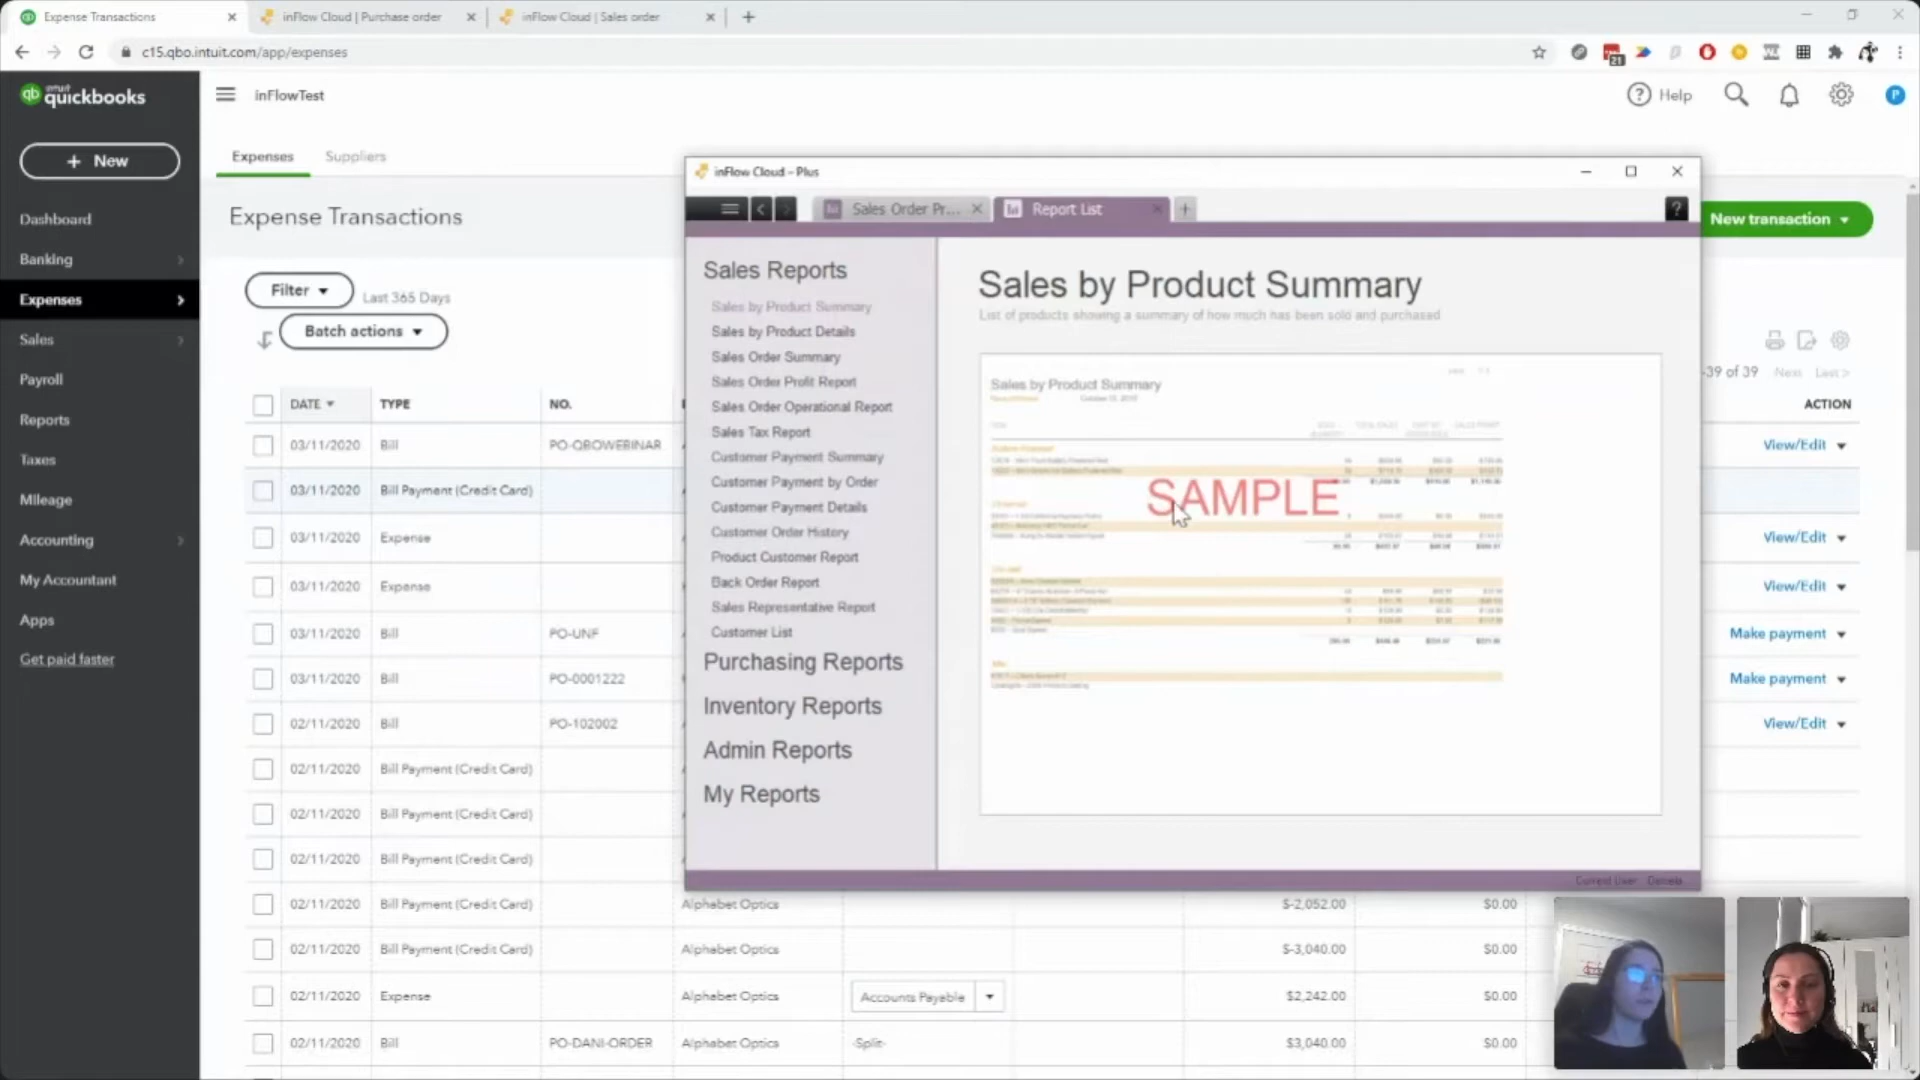 Expense Transactions
inFlow Cloud | Purchase order
inFlow Cloud | Sales order
c15.qbo.intuit.com/app/expenses
21
qb
intuit
quickbooks
inFlowTest
Help
P
+ New
Dashboard
Banking
Expenses
Sales
Payroll
Reports
Taxes
Mileage
Accounting
My Accountant
Apps
Get paid faster
Expenses
Suppliers
Expense Transactions
New transaction
Filter
Last 365 Days
Batch actions
-39 of 39 Next Last >
DATE TYPE NO. ACTION
03/11/2020 Bill PO-QBOWEBINAR View/Edit
03/11/2020 Bill Payment (Credit Card)
03/11/2020 Expense View/Edit
03/11/2020 Expense View/Edit
03/11/2020 Bill PO-UNF Make payment
03/11/2020 Bill PO-0001222 Make payment
02/11/2020 Bill PO-102002 View/Edit
02/11/2020 Bill Payment (Credit Card)
02/11/2020 Bill Payment (Credit Card)
02/11/2020 Bill Payment (Credit Card)
02/11/2020 Bill Payment (Credit Card) Alphabet Optics $-2,052.00 $0.00
02/11/2020 Bill Payment (Credit Card) Alphabet Optics $-3,040.00 $0.00
02/11/2020 Expense Alphabet Optics Accounts Payable $2,242.00 $0.00
02/11/2020 Bill PO-DANI-ORDER Alphabet Optics -Split- $3,040.00 $0.00
inFlow Cloud – Plus
Sales Order Pr...
Report List
?
Sales Reports
Sales by Product Summary
Sales by Product Details
Sales Order Summary
Sales Order Profit Report
Sales Order Operational Report
Sales Tax Report
Customer Payment Summary
Customer Payment by Order
Customer Payment Details
Customer Order History
Product Customer Report
Back Order Report
Sales Representative Report
Customer List
Purchasing Reports
Inventory Reports
Admin Reports
My Reports
Sales by Product Summary
List of products showing a summary of how much has been sold and purchased
Sales by Product Summary
SAMPLE
Current User